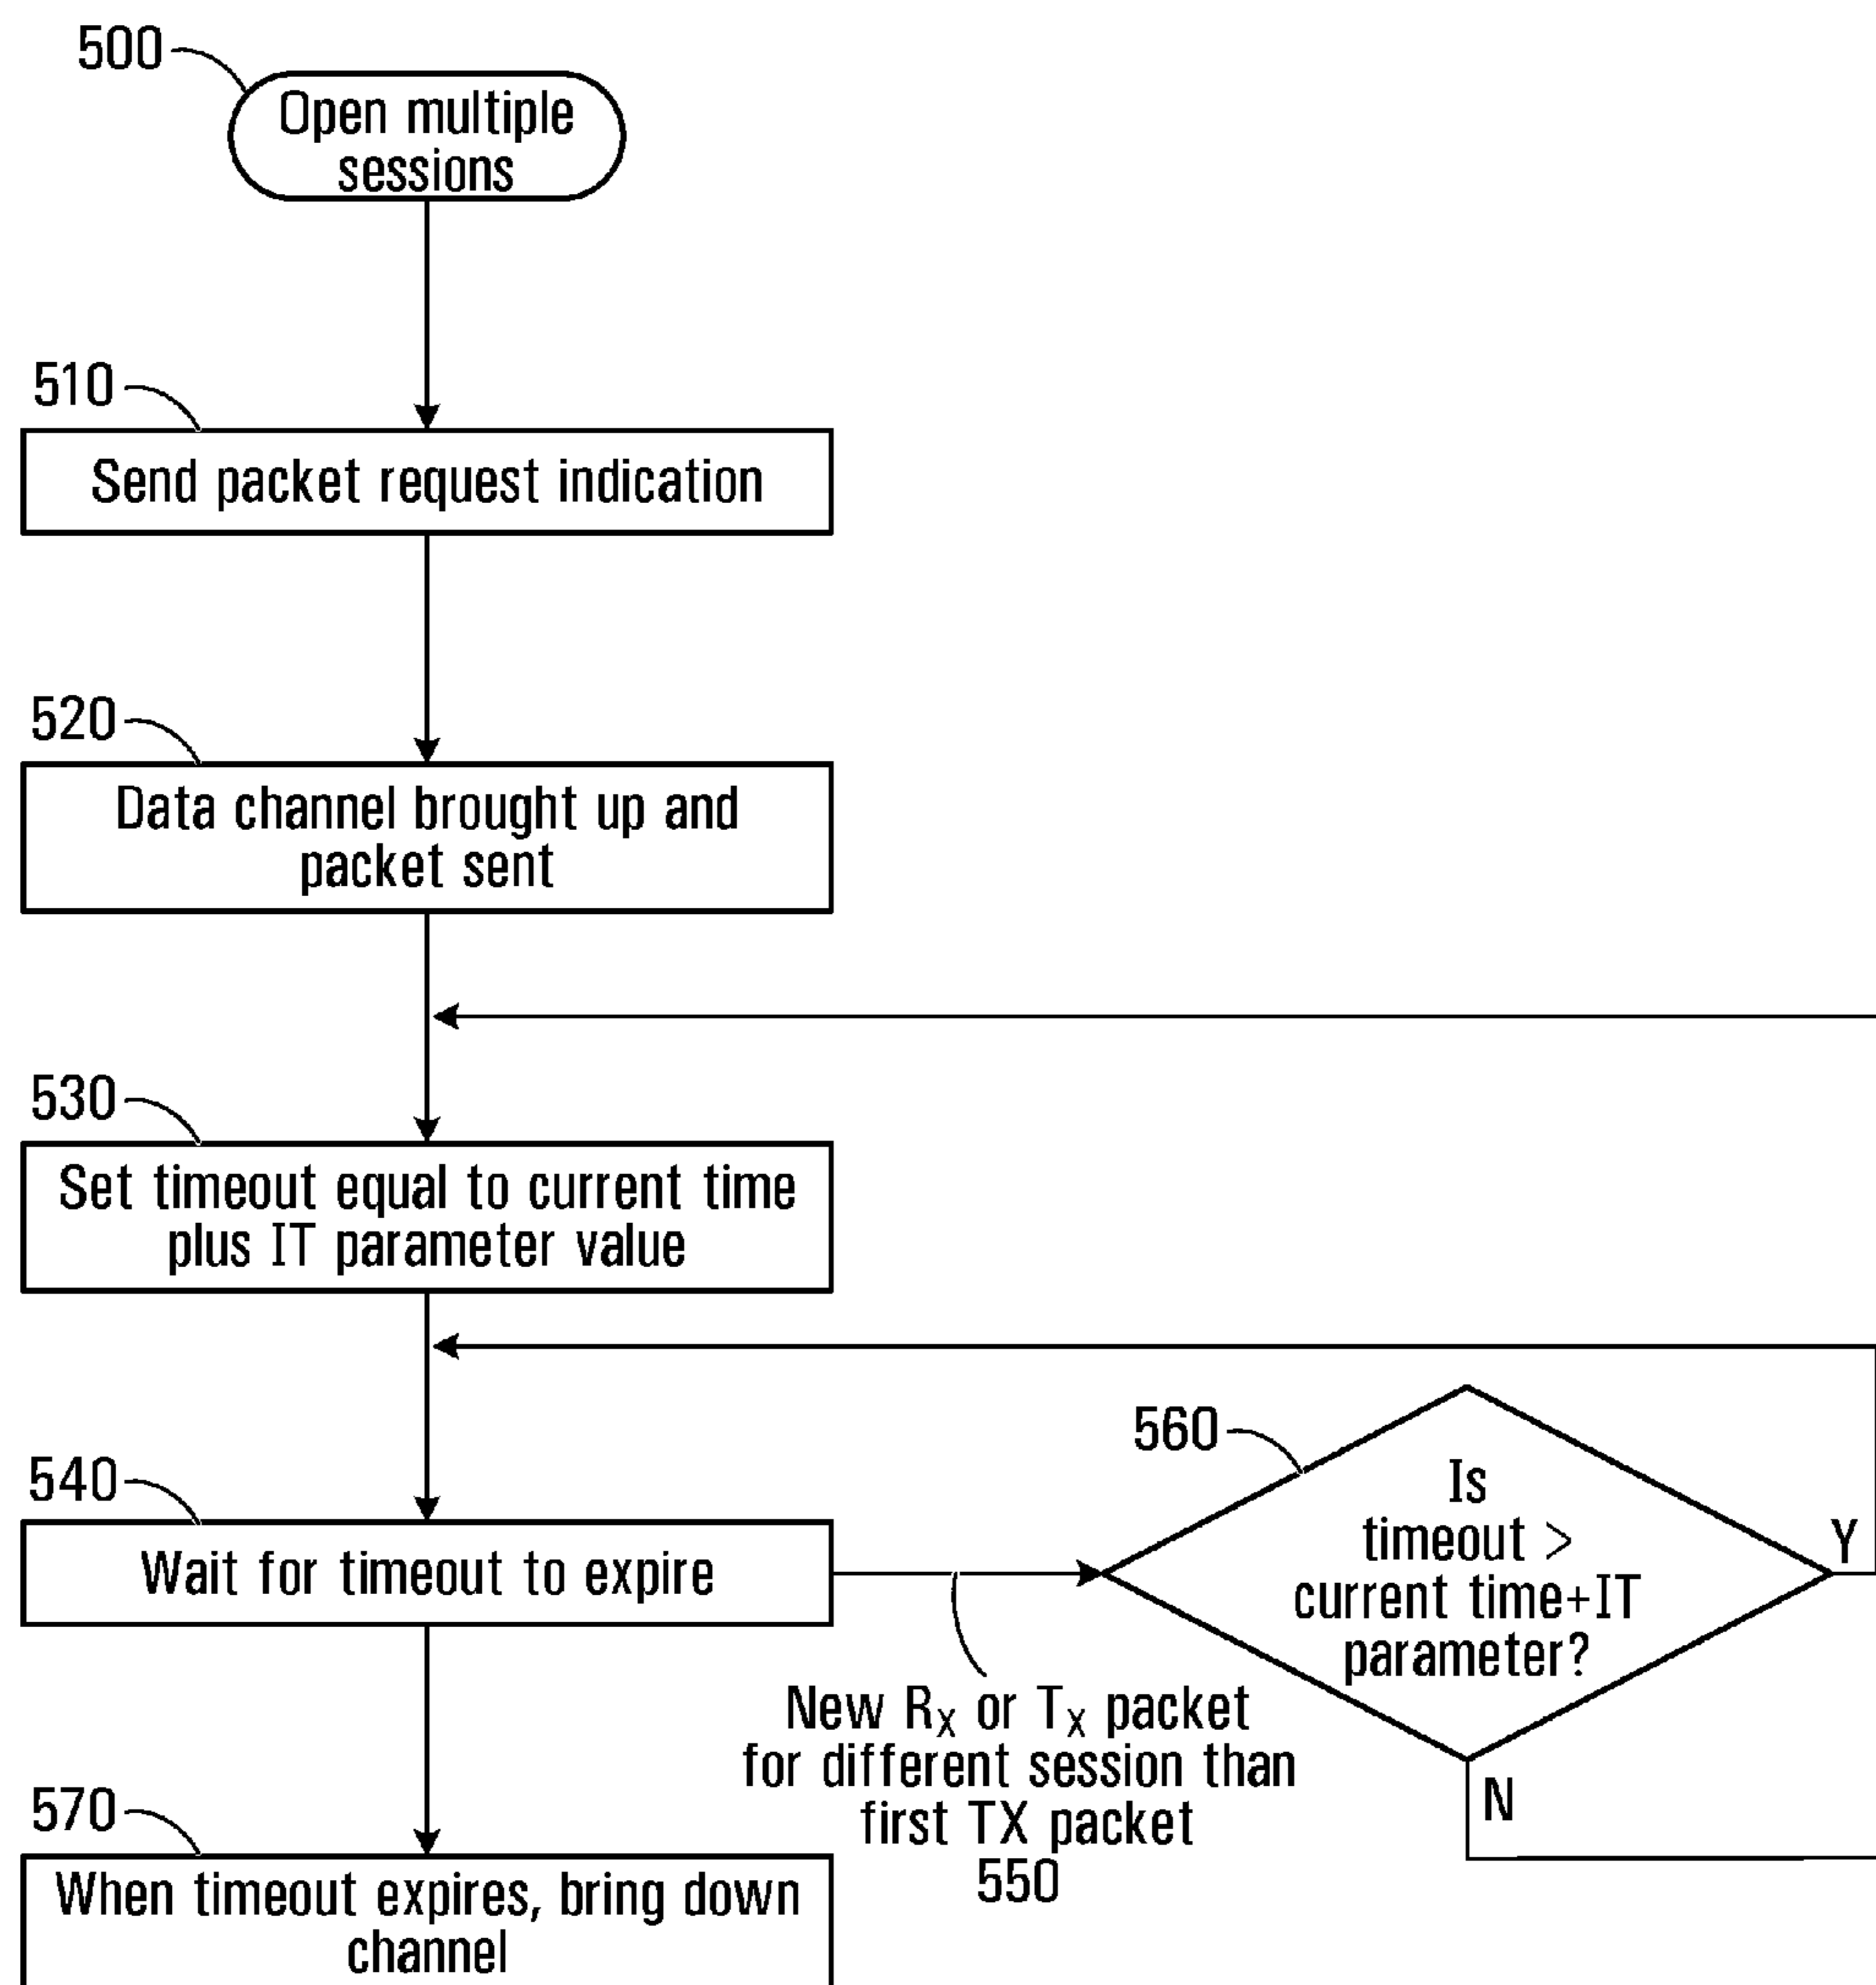 500
Open multiple
sessions
510
Send packet request indication
520
Data channel brought up and
packet sent
530
Set timeout equal to current time
plus IT parameter value
540
Wait for timeout to expire
560
Is
timeout >
current time+IT
parameter?
Y
N
New RX or TX packet
for different session than
first TX packet
550
570
When timeout expires, bring down
channel